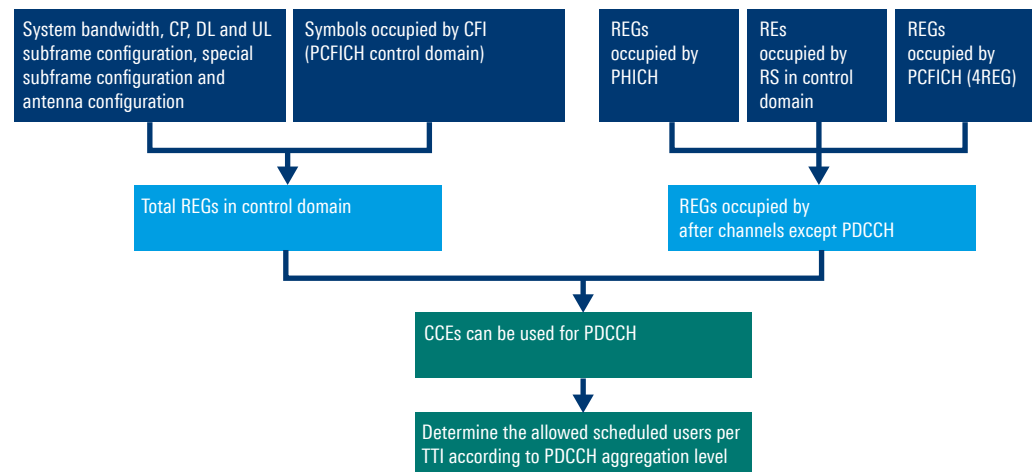 System bandwidth, CP, DL and UL
subframe configuration, special
subframe configuration and
antenna configuration
Symbols occupied by CFI
(PCFICH control domain)
REGs
occupied by
PHICH
REs
occupied by
RS in control
domain
REGs
occupied by
PCFICH (4REG)
Total REGs in control domain
REGs occupied by
after channels except PDCCH
CCEs can be used for PDCCH
Determine the allowed scheduled users per
TTI according to PDCCH aggregation level